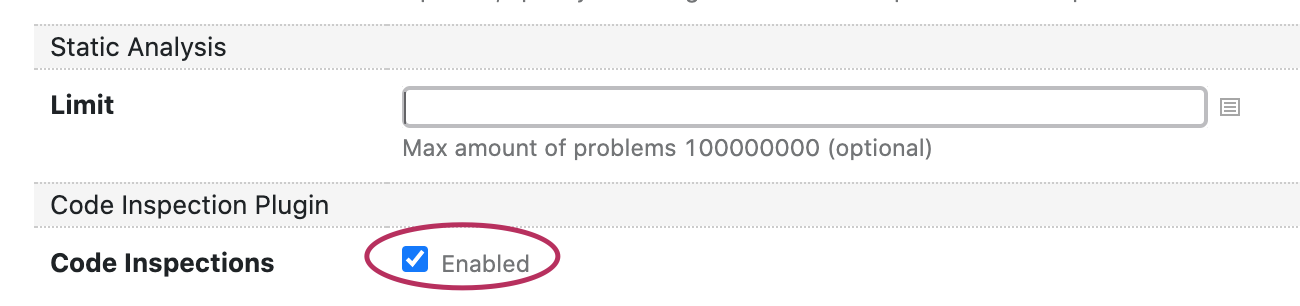 Static Analysis
Limit
Max amount of problems 100000000 (optional)
Code Inspection Plugin
Code Inspections Enabled